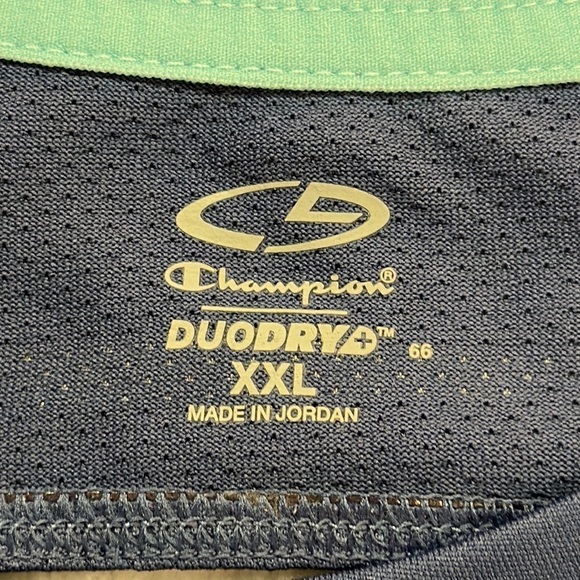 Champion®
DUODRY+™ 66
XXL
MADE IN JORDAN